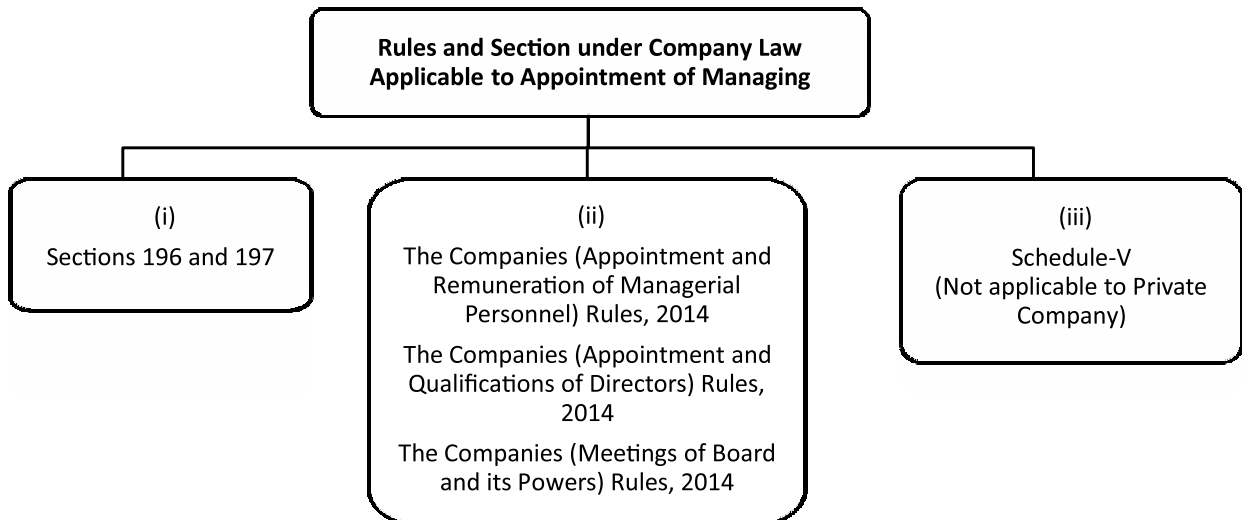 Rules and Section under Company Law
Applicable to Appointment of Managing
(i)
Sections 196 and 197
(ii)
The Companies (Appointment and
Remuneration of Managerial
Personnel) Rules, 2014
The Companies (Appointment and
Qualifications of Directors) Rules,
2014
The Companies (Meetings of Board
and its Powers) Rules, 2014
(iii)
Schedule-V
(Not applicable to Private
Company)